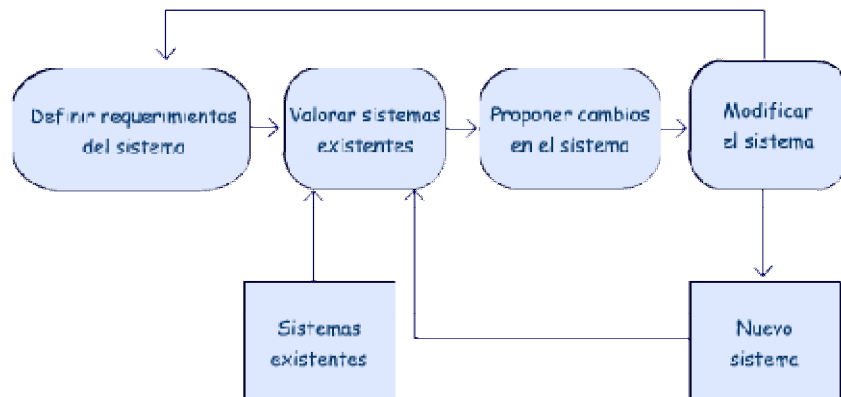 Definir requerimientos
del sistema
Valorar sistemas
existentes
Proponer cambios
en el sistema
Modificar
el sistema
Sistemas
existentes
Nuevo
sistema